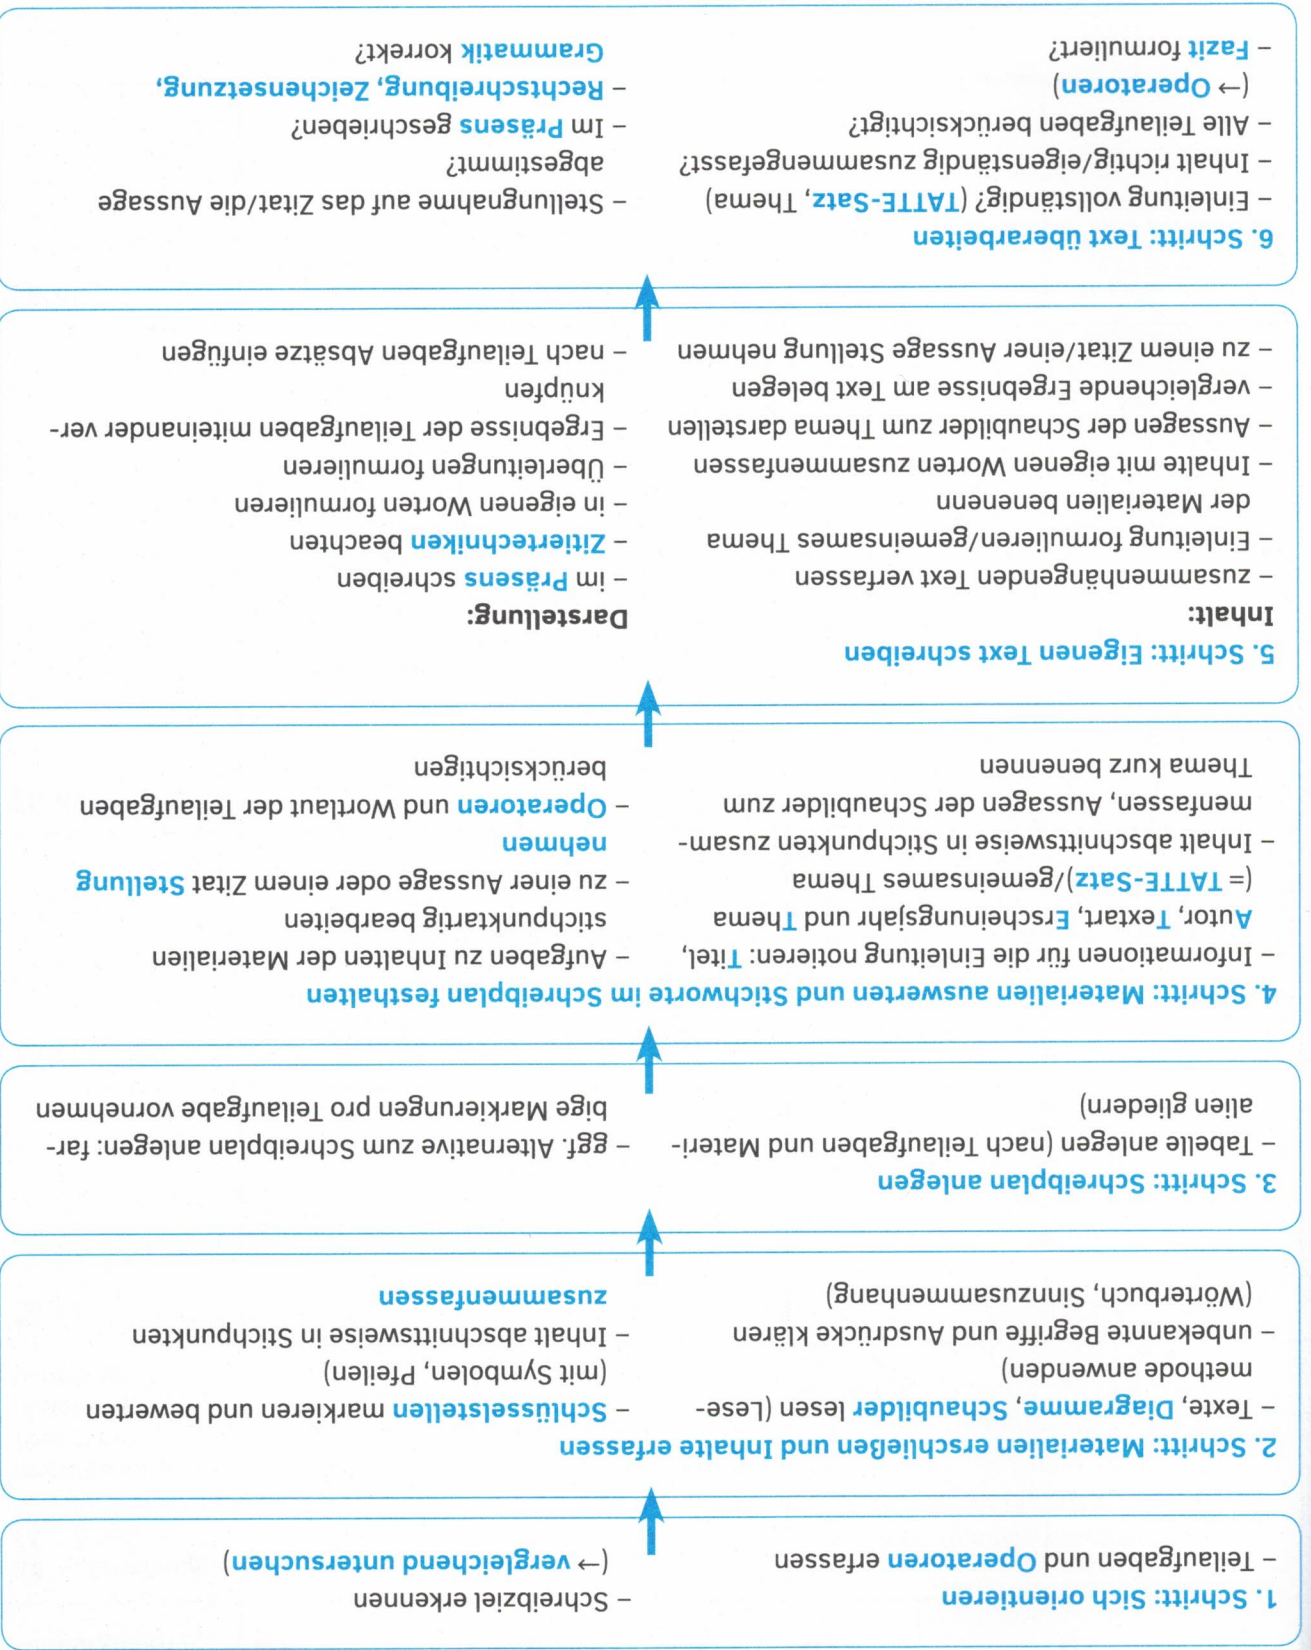 1. Schritt: Sich orientieren
– Teilaufgaben und Operatoren erfassen
– Schreibziel erkennen
(→ vergleichend untersuchen)
2. Schritt: Materialien erschließen und Inhalte erfassen
– Texte, Diagramme, Schaubilder lesen (Lese-
methode anwenden)
– unbekannte Begriffe und Ausdrücke klären
(Wörterbuch, Sinnzusammenhang)
– Schlüsselstellen markieren und bewerten
(mit Symbolen, Pfeilen)
– Inhalt abschnittsweise in Stichpunkten
zusammenfassen
3. Schritt: Schreibplan anlegen
– Tabelle anlegen (nach Teilaufgaben und Materi-
alien gliedern)
– ggf. Alternative zum Schreibplan anlegen: far-
bige Markierungen pro Teilaufgabe vornehmen
4. Schritt: Materialien auswerten und Stichworte im Schreibplan festhalten
– Informationen für die Einleitung notieren: Titel,
Autor, Textart, Erscheinungsjahr und Thema
(= TATTE-Satz)/gemeinsames Thema
– Inhalt abschnittsweise in Stichpunkten zusam-
menfassen, Aussagen der Schaubilder zum
Thema kurz benennen
– Aufgaben zu Inhalten der Materialien
stichpunktartig bearbeiten
– zu einer Aussage oder einem Zitat Stellung
nehmen
– Operatoren und Wortlaut der Teilaufgaben
berücksichtigen
5. Schritt: Eigenen Text schreiben
Inhalt:
– zusammenhängenden Text verfassen
– Einleitung formulieren/gemeinsames Thema
der Materialien benenenn
– Inhalte mit eigenen Worten zusammenfassen
– Aussagen der Schaubilder zum Thema darstellen
– vergleichende Ergebnisse am Text belegen
– zu einem Zitat/einer Aussage Stellung nehmen
Darstellung:
– im Präsens schreiben
– Zitiertechniken beachten
– in eigenen Worten formulieren
– Überleitungen formulieren
– Ergebnisse der Teilaufgaben miteinander ver-
knüpfen
– nach Teilaufgaben Absätze einfügen
6. Schritt: Text überarbeiten
– Einleitung vollständig? (TATTE-Satz, Thema)
– Inhalt richtig/eigenständig zusammengefasst?
– Alle Teilaufgaben berücksichtigt?
(→ Operatoren)
– Fazit formuliert?
– Stellungnahme auf das Zitat/die Aussage
abgestimmt?
– Im Präsens geschrieben?
– Rechtschreibung, Zeichensetzung,
Grammatik korrekt?